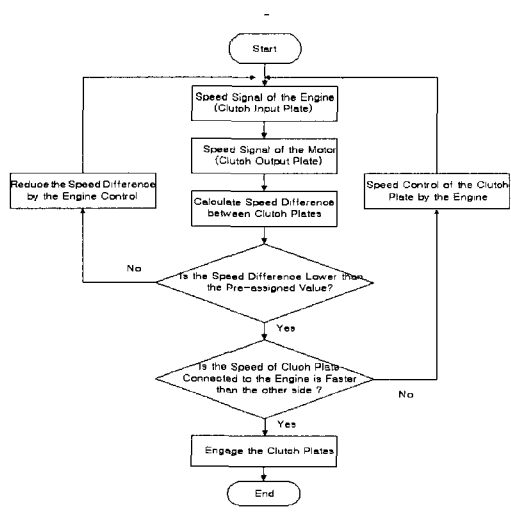 Start
Speed Signal of the Engine
(Clutch Input Plate)
Speed Signal of the Motor
(Clutch Output Plate)
Reduce the Speed Difference
by the Engine Control
Speed Control of the Clutch
Plate by the Engine
Calculate Speed Difference
between Clutch Plates
No
Is the Speed Difference Lower than
the Pre-assigned Value?
Yes
Is the Speed of Cluch Plate
Connected to the Engine is Faster
than the other side ?
No
Yes
Engage the Clutch Plates
End